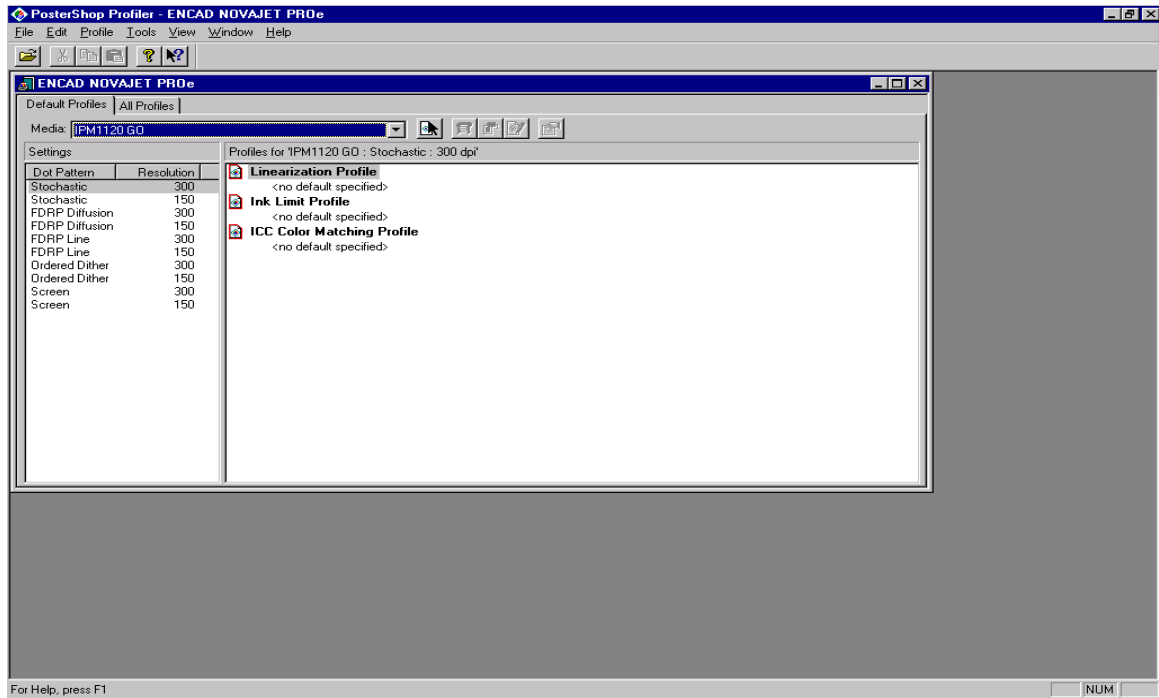 PosterShop Profiler - ENCAD NOVAJET PROe
File Edit Profile Tools View Window Help
ENCAD NOVAJET PROe
Default Profiles All Profiles
Media: IPM1120 GO
Settings Profiles for 'IPM1120 GO : Stochastic : 300 dpi'
Dot Pattern Resolution
Stochastic 300
Stochastic 150
FDRP Diffusion 300
FDRP Diffusion 150
FDRP Line 300
FDRP Line 150
Ordered Dither 300
Ordered Dither 150
Screen 300
Screen 150
Linearization Profile
<no default specified>
Ink Limit Profile
<no default specified>
ICC Color Matching Profile
<no default specified>
For Help, press F1 NUM